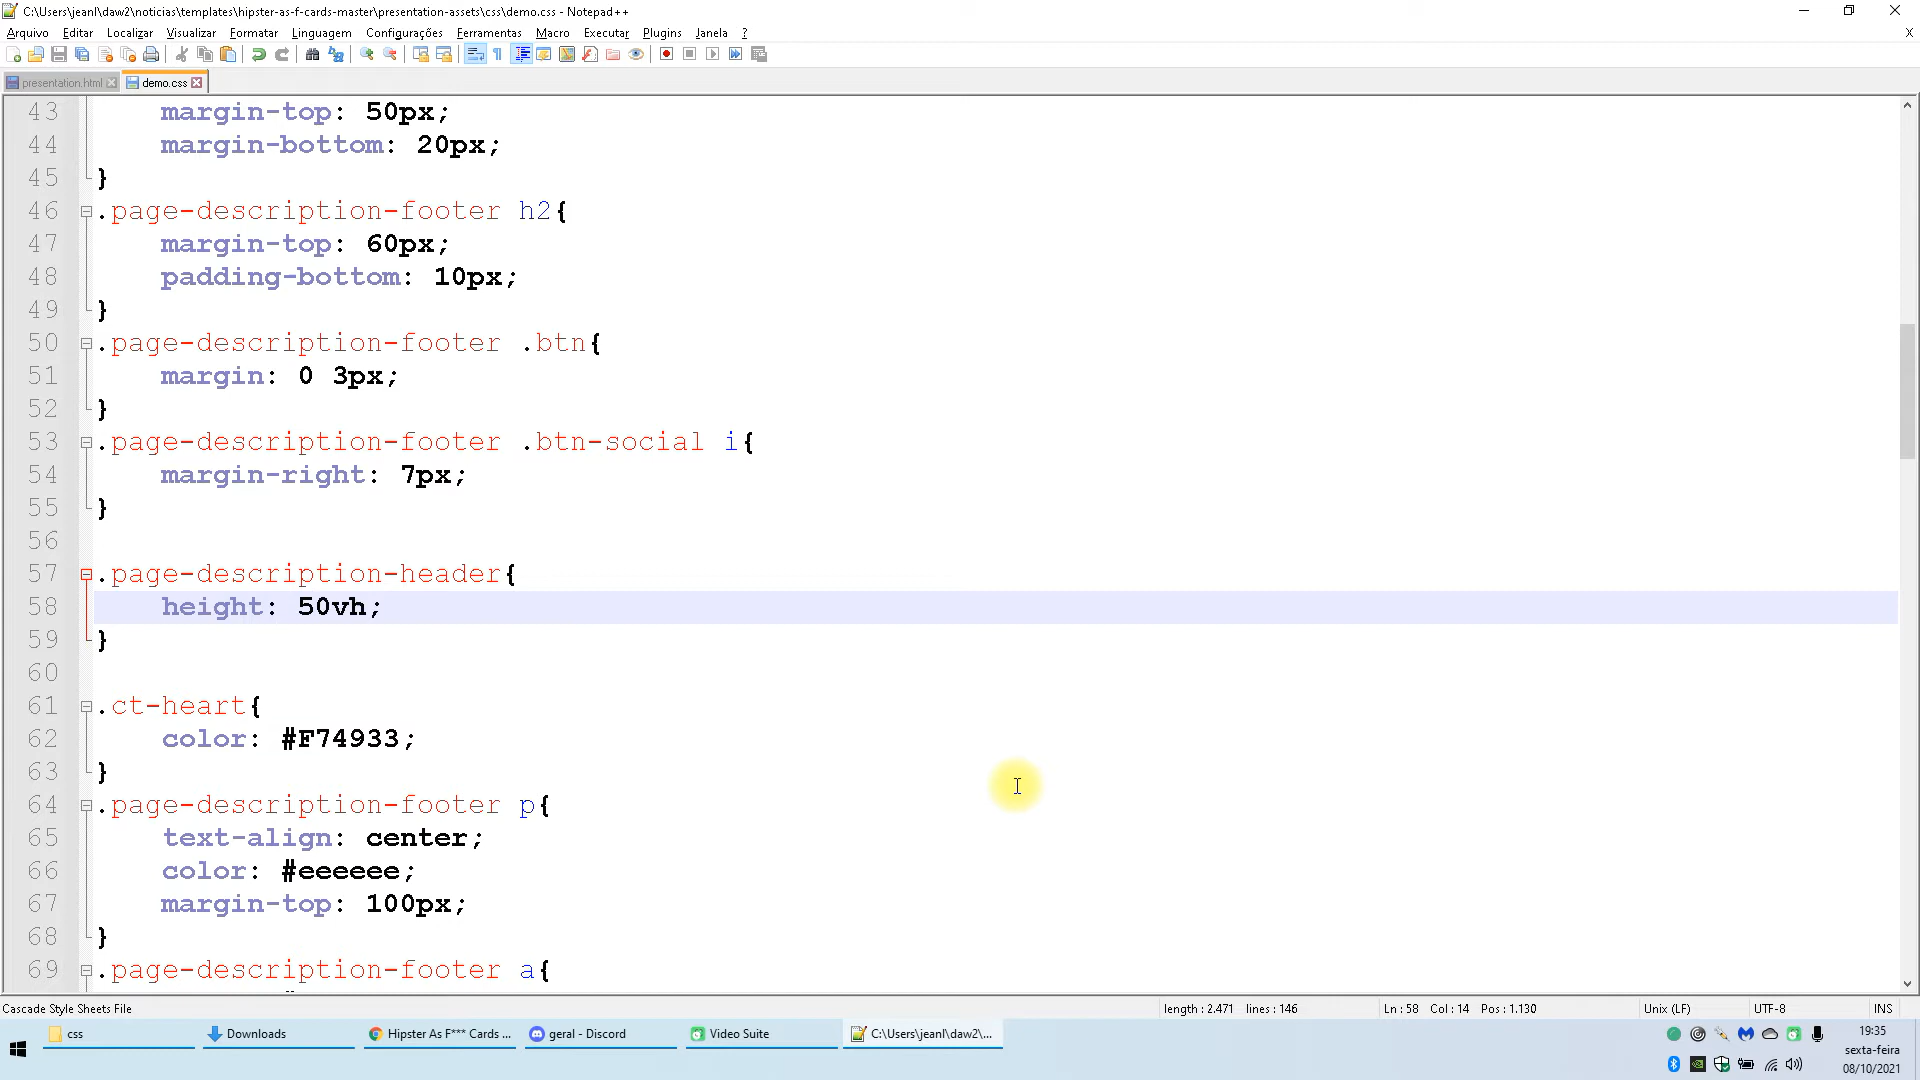 C:\Users\jeanl\daw2\noticias\templates\hipster-as-f-cards-master\presentation-assets\css\demo.css - Notepad++
Arquivo Editar Localizar Visualizar Formatar Linguagem Configurações Ferramentas Macro Executar Plugins Janela ? X
presentation.html demo.css
43 margin-top: 50px;
44 margin-bottom: 20px;
45 }
46 .page-description-footer h2{
47 margin-top: 60px;
48 padding-bottom: 10px;
49 }
50 .page-description-footer .btn{
51 margin: 0 3px;
52 }
53 .page-description-footer .btn-social i{
54 margin-right: 7px;
55 }
56
57 .page-description-header{
58 height: 50vh;
59 }
60
61 .ct-heart{
62 color: #F74933;
63 }
64 .page-description-footer p{
65 text-align: center;
66 color: #eeeeee;
67 margin-top: 100px;
68 }
69 .page-description-footer a{
Cascade Style Sheets File length : 2.471 lines : 146 Ln : 58 Col : 14 Pos : 1.130 Unix (LF) UTF-8 INS
css Downloads Hipster As F*** Cards ... geral - Discord Video Suite C:\Users\jeanl\daw2\...
19:35
sexta-feira
08/10/2021